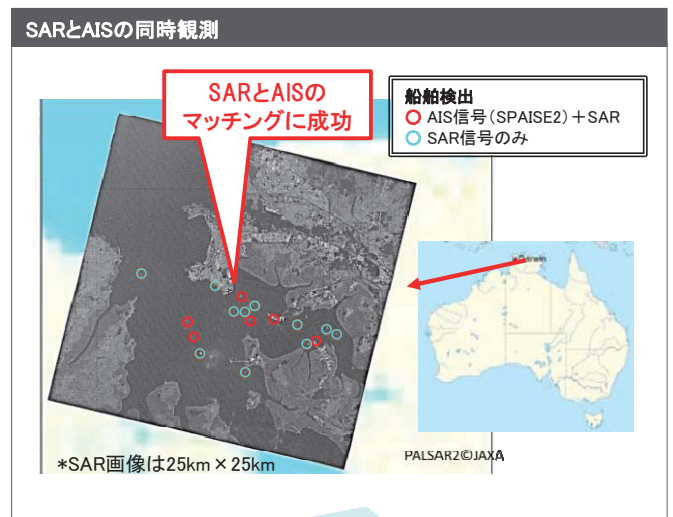 SARとAISの同時観測
SARとAISの
マッチングに成功
船舶検出
AIS信号(SPAISE2)+SAR
SAR信号のみ
Darwin
PALSAR2©JAXA
*SAR画像は25km×25km